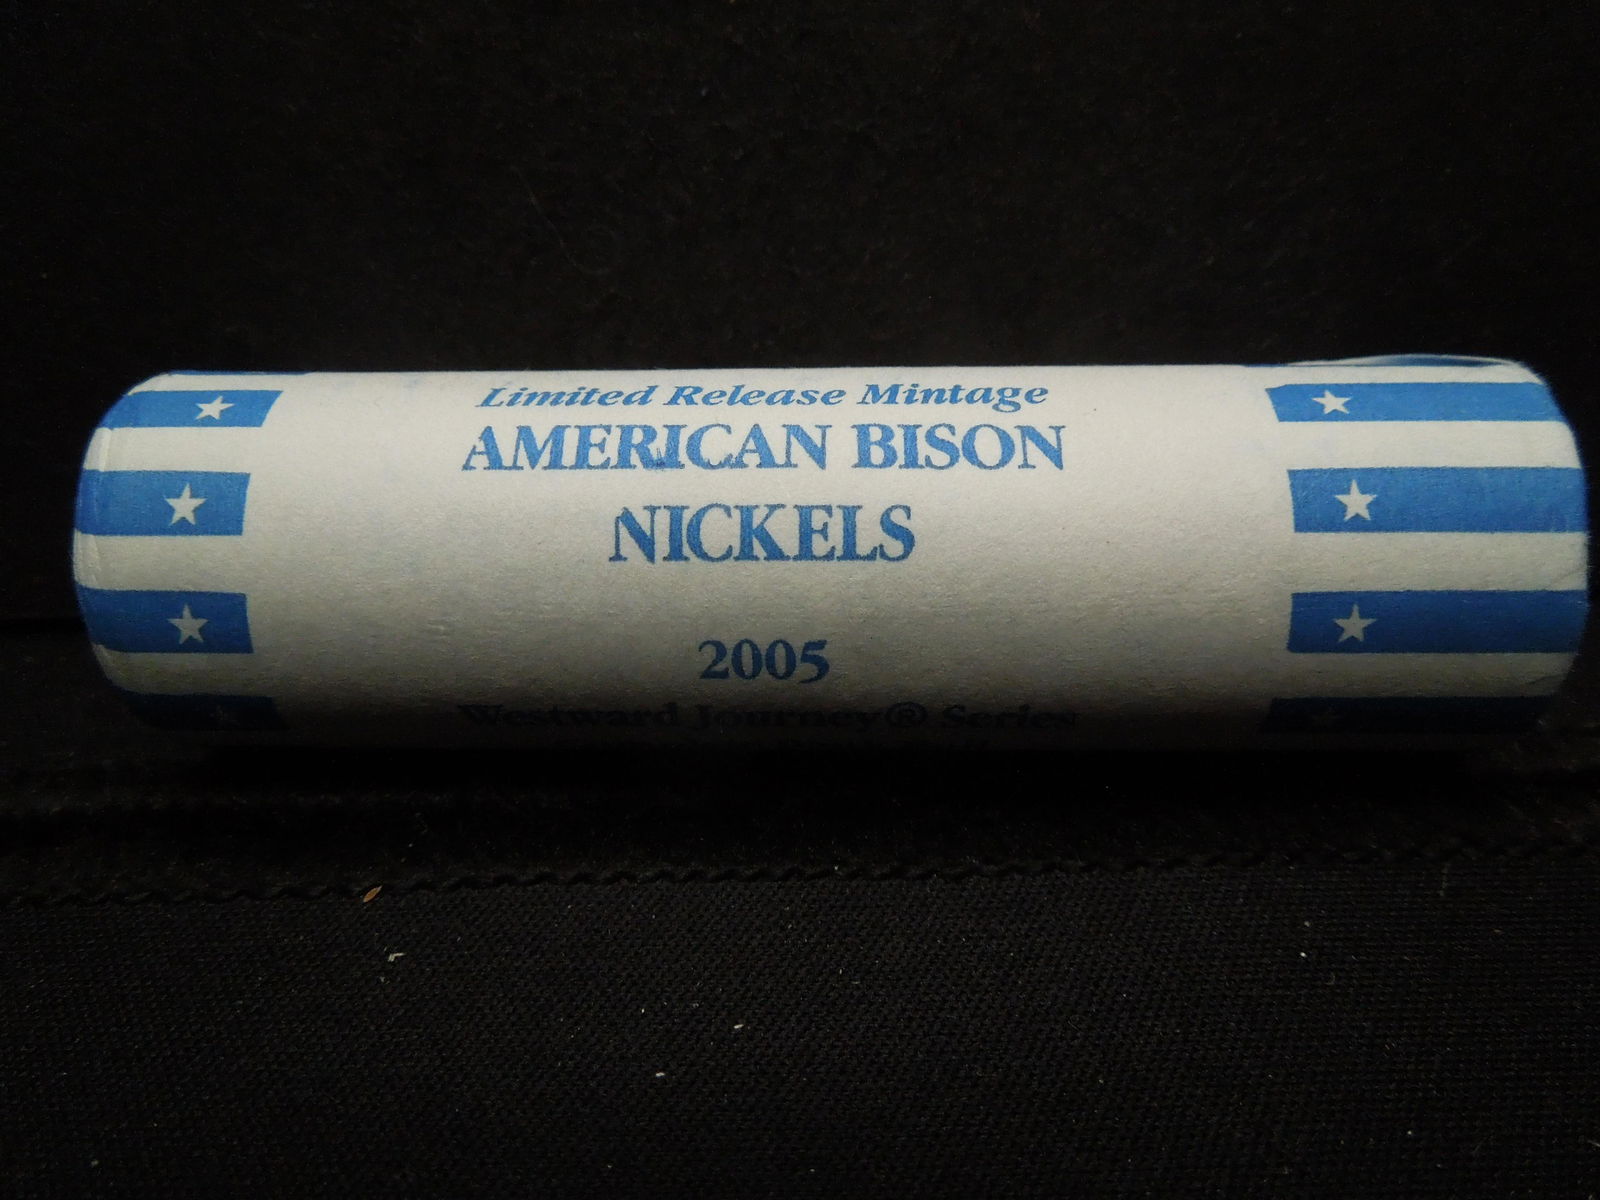 Limited Release Mintage
AMERICAN BISON
NICKELS
2005
Westward Journey® Series